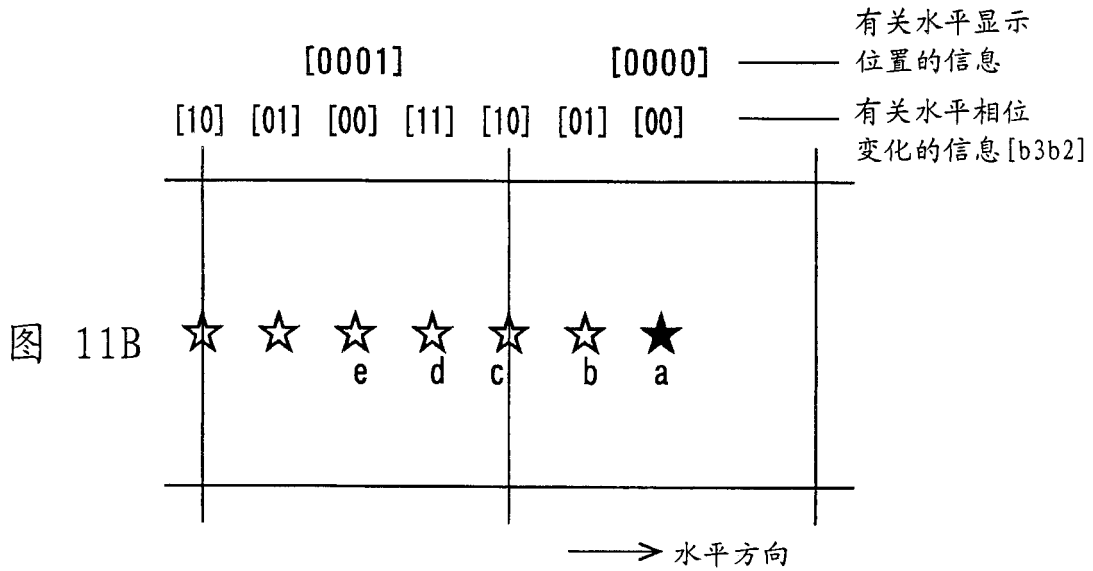 有关水平显示
[0001] [0000] 位置的信息
[10] [01] [00] [11] [10] [01] [00] 有关水平相位
变化的信息[b3b2]
图 11B
e d c b a
水平方向